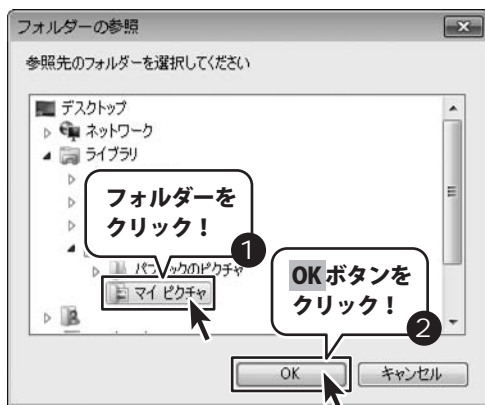 フォルダーの参照
参照先のフォルダーを選択してください
デスクトップ
ネットワーク
ライブラリ
フォルダーを
クリック！
1
パブリックのピクチャ
マイ ピクチャ
OKボタンを
クリック！
2
OK
キャンセル